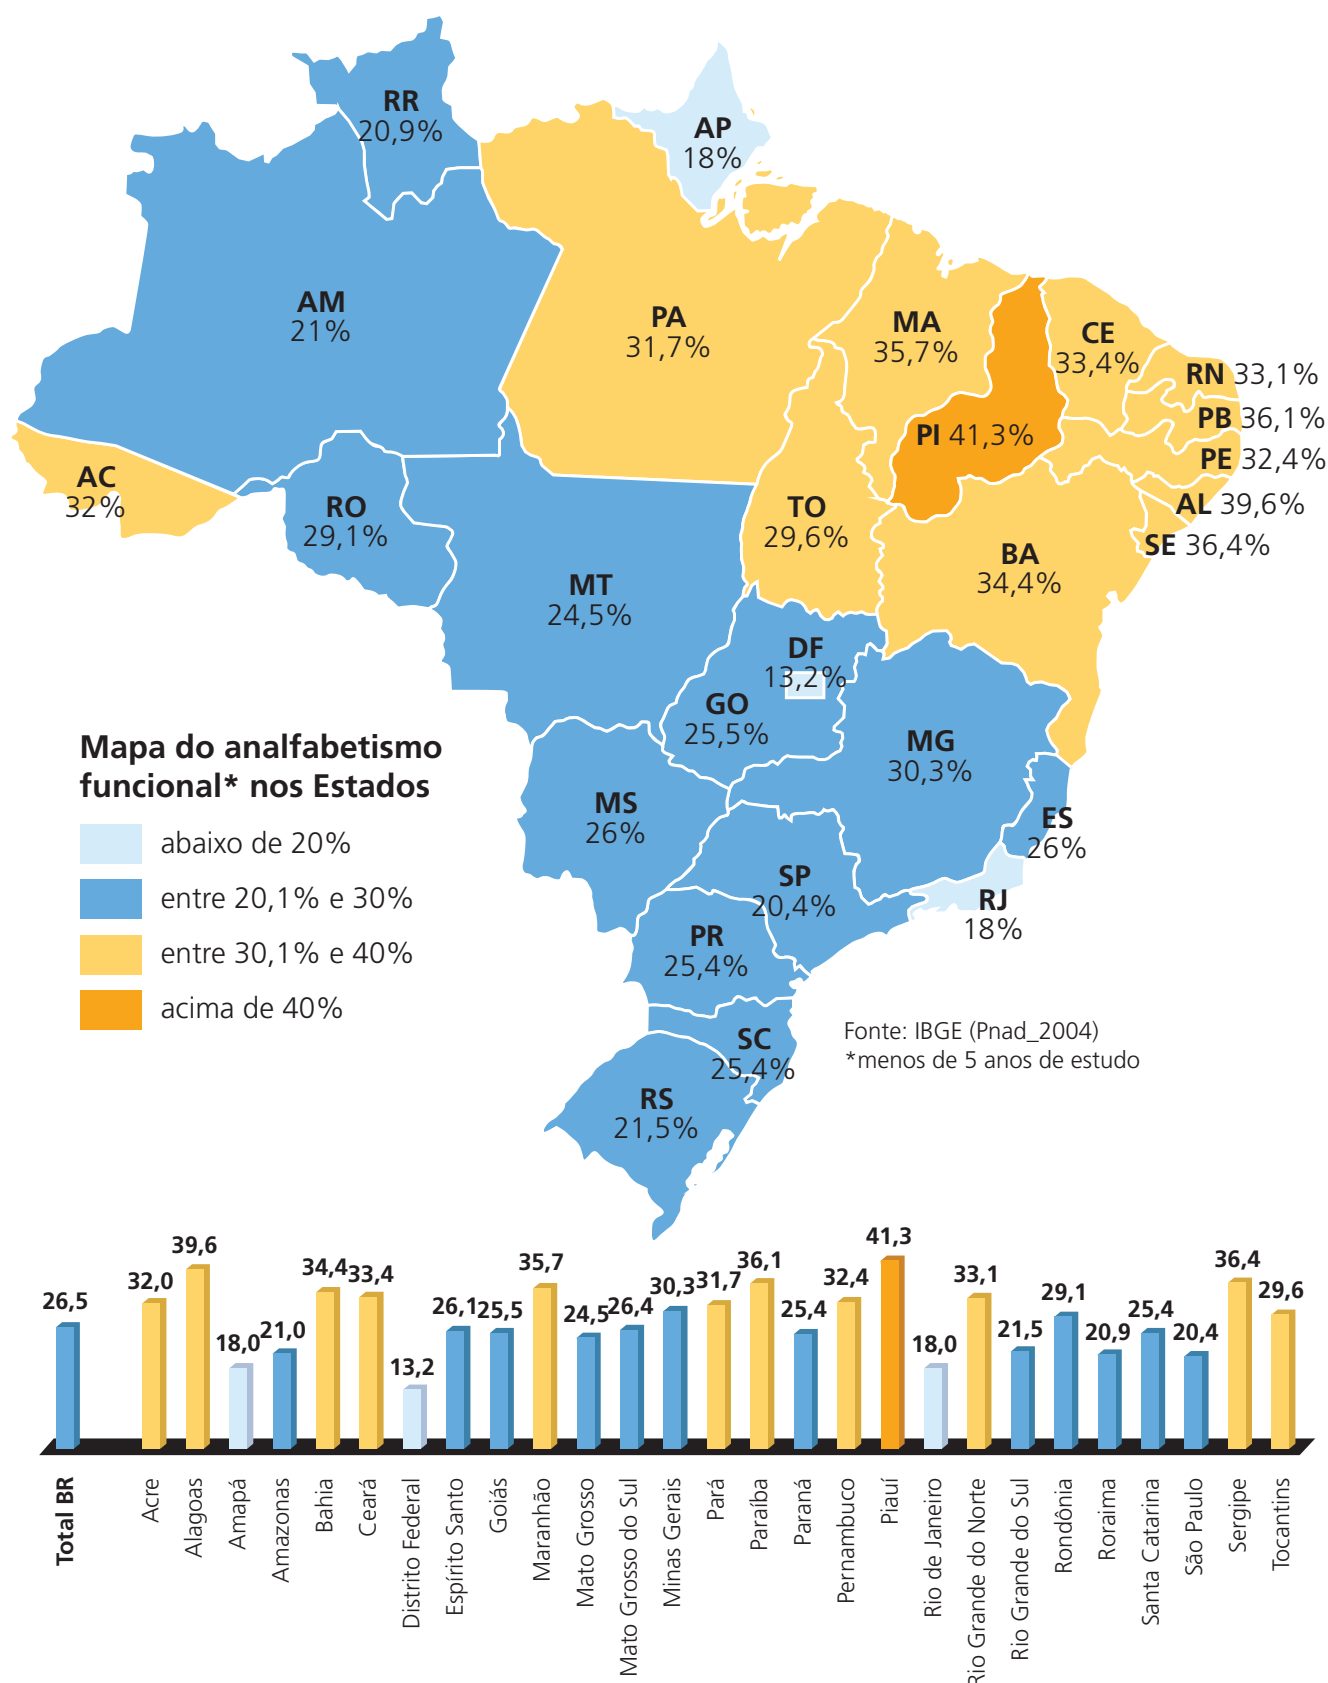 RR
20,9%
AP
18%
AM
21%
PA
31,7%
MA
35,7%
CE
33,4%
RN 33,1%
PB 36,1%
PI 41,3%
PE 32,4%
AC
32%
RO
29,1%
TO
29,6%
AL 39,6%
SE 36,4%
BA
34,4%
MT
24,5%
DF
13,2%
GO
25,5%
MG
30,3%
Mapa do analfabetismo
funcional* nos Estados
abaixo de 20%
entre 20,1% e 30%
entre 30,1% e 40%
acima de 40%
MS
26%
ES
26%
SP
20,4%
RJ
18%
PR
25,4%
SC
25,4%
RS
21,5%
Fonte: IBGE (Pnad_2004)
*menos de 5 anos de estudo
26,5
32,0
39,6
18,0
21,0
34,4
33,4
13,2
26,1
25,5
35,7
24,5
26,4
30,3
31,7
36,1
25,4
32,4
41,3
18,0
33,1
21,5
29,1
20,9
25,4
20,4
36,4
29,6
Total BR
Acre
Alagoas
Amapá
Amazonas
Bahia
Ceará
Distrito Federal
Espírito Santo
Goiás
Maranhão
Mato Grosso
Mato Grosso do Sul
Minas Gerais
Pará
Paraíba
Paraná
Pernambuco
Piauí
Rio de Janeiro
Rio Grande do Norte
Rio Grande do Sul
Rondônia
Roraima
Santa Catarina
São Paulo
Sergipe
Tocantins